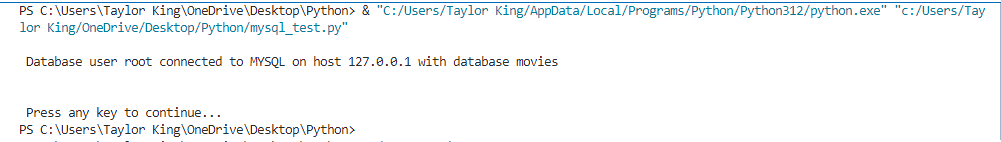 PS C:\Users\Taylor King\OneDrive\Desktop\Python> & "C:/Users/Taylor King/AppData/Local/Programs/Python/Python312/python.exe" "c:/Users/Tay
lor King/OneDrive/Desktop/Python/mysql_test.py"
Database user root connected to MYSQL on host 127.0.0.1 with database movies
Press any key to continue...
PS C:\Users\Taylor King\OneDrive\Desktop\Python>